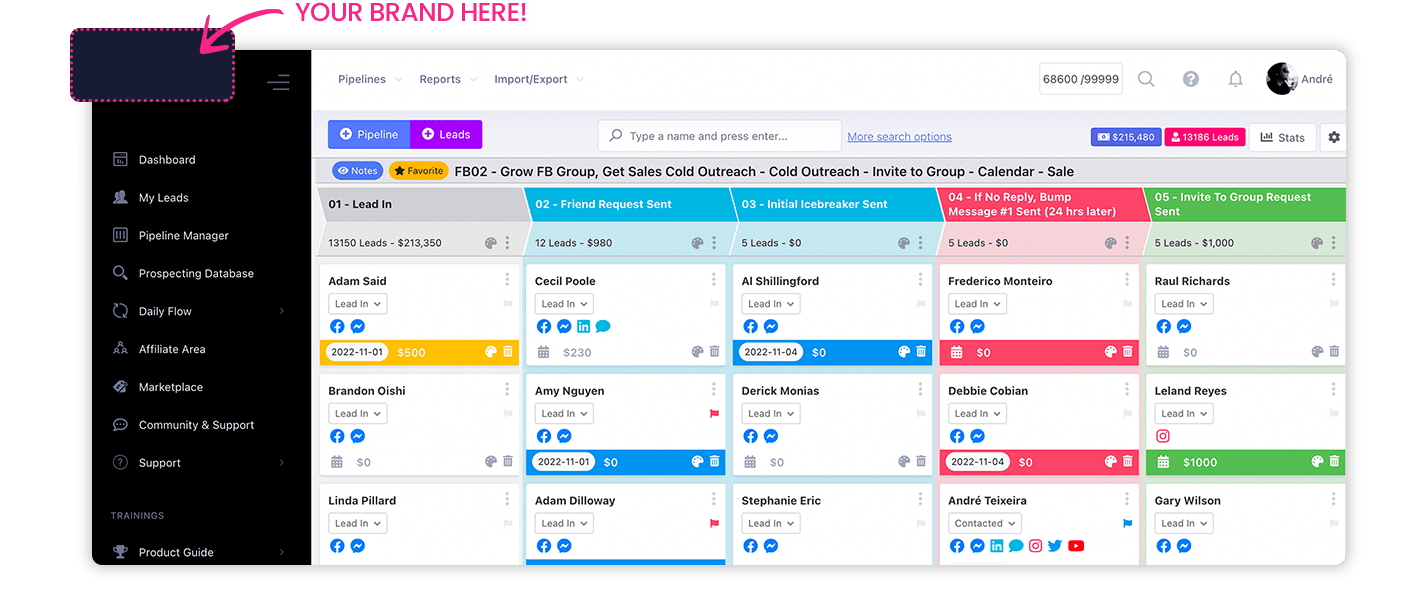 YOUR BRAND HERE!
Pipelines Reports Import/Export 68600 /99999 André
Dashboard
My Leads
Pipeline Manager
Prospecting Database
Daily Flow
Affiliate Area
Marketplace
Community & Support
Support
TRAININGS
Product Guide
Pipeline Leads Type a name and press enter... More search options $215,480 13186 Leads Stats
Notes Favorite FB02 - Grow FB Group, Get Sales Cold Outreach - Cold Outreach - Invite to Group - Calendar - Sale
01 - Lead In
13150 Leads - $213,350
Adam Said
Lead In
2022-11-01 $500
Brandon Oishi
Lead In
$0
Linda Pillard
Lead In
02 - Friend Request Sent
12 Leads - $980
Cecil Poole
Lead In
$230
Amy Nguyen
Lead In
2022-11-01 $0
Adam Dilloway
Lead In
03 - Initial Icebreaker Sent
5 Leads - $0
Al Shillingford
Lead In
2022-11-04 $0
Derick Monias
Lead In
$0
Stephanie Eric
Lead In
04 - If No Reply, Bump
Message #1 Sent (24 hrs later)
5 Leads - $0
Frederico Monteiro
Lead In
$0
Debbie Cobian
Lead In
2022-11-04 $0
André Teixeira
Contacted
05 - Invite To Group Request
Sent
5 Leads - $1,000
Raul Richards
Lead In
$0
Leland Reyes
Lead In
$1000
Gary Wilson
Lead In